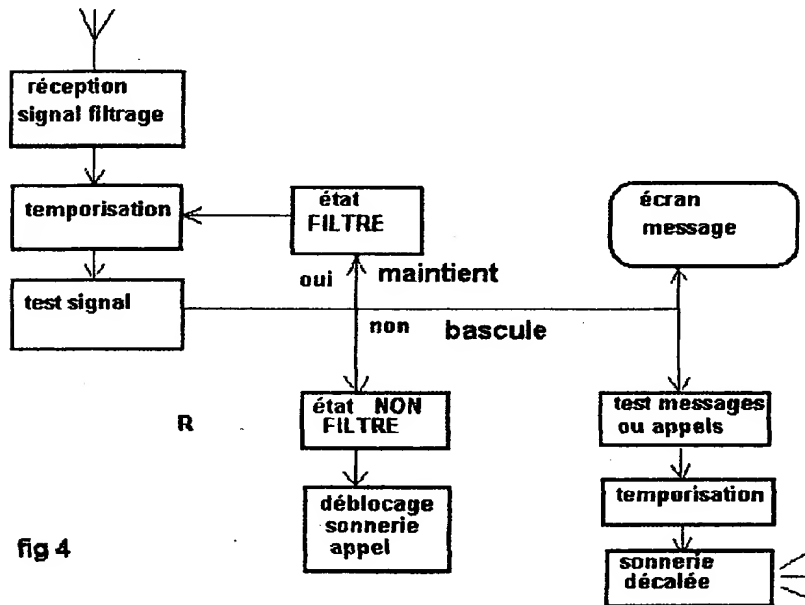 réception
signal filtrage
temporisation
état
FILTRE
écran
message
oui
maintient
test signal
non
bascule
R
état NON
FILTRE
test messages
ou appels
déblocage
sonnerie
appel
temporisation
fig 4
sonnerie
décalée